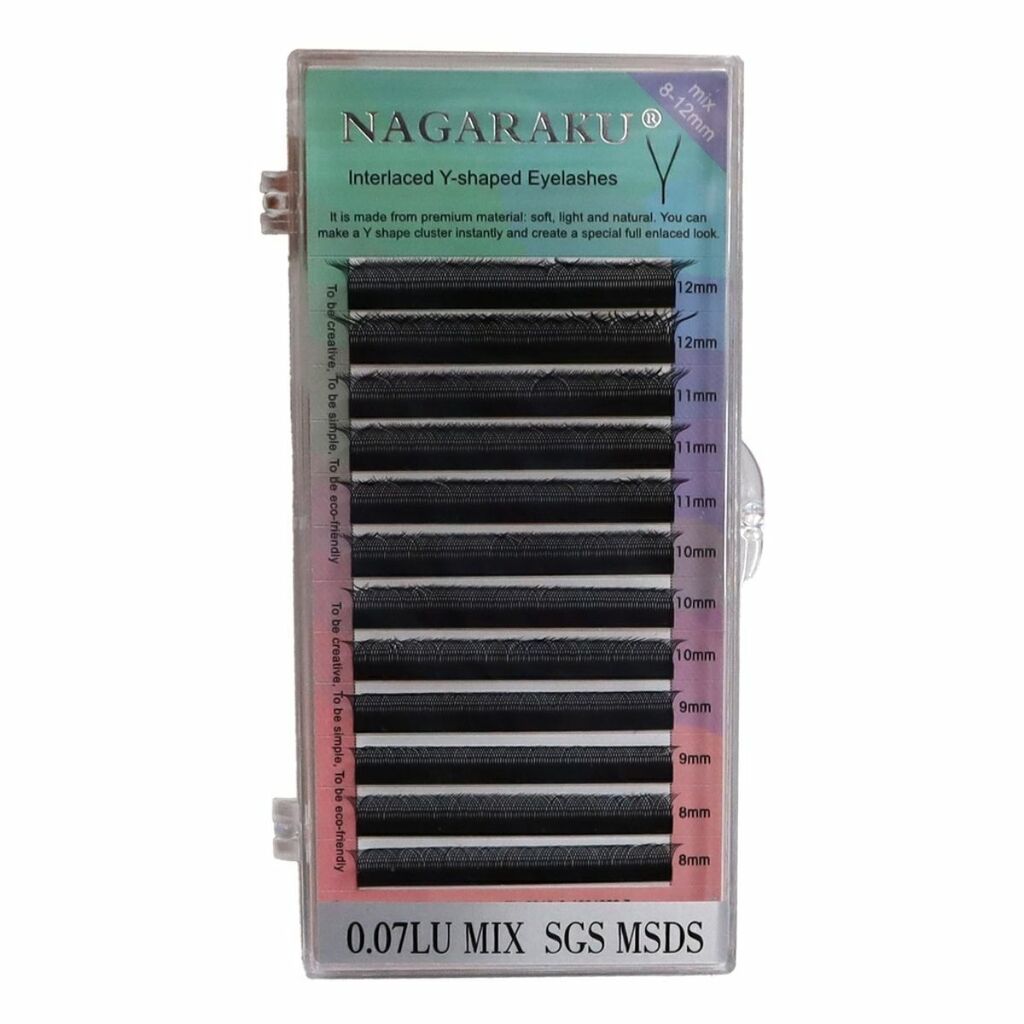 mix
8-12mm
NAGARAKU®
Interlaced Y-shaped Eyelashes
It is made from premium material: soft, light and natural. You can
make a Y shape cluster instantly and create a special full enlaced look.
12mm
12mm
11mm
11mm
11mm
10mm
10mm
10mm
9mm
9mm
8mm
8mm
To be creative, To be simple, To be eco-friendly
To be creative, To be simple, To be eco-friendly
0.07LU MIX SGS MSDS